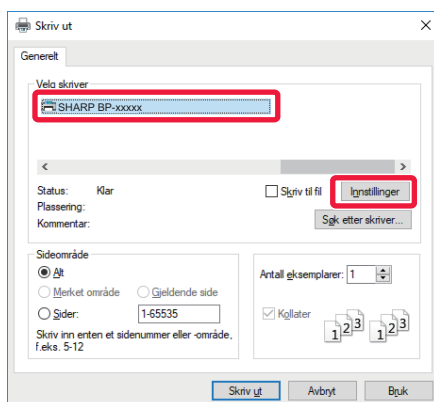 Skriv ut
Generelt
Velg skriver
SHARP BP-xxxxx
Status: Klar
Skriv til fil
Innstillinger
Plassering:
Kommentar:
Søk etter skriver...
Sideområde
Alt
Merket område
Gjeldende side
Sider:
1-65535
Skriv inn enten et sidenummer eller -område,
f.eks. 5-12
Antall eksemplarer: 1
Kollater
1 2 3
1 2 3
Skriv ut
Avbryt
Bruk